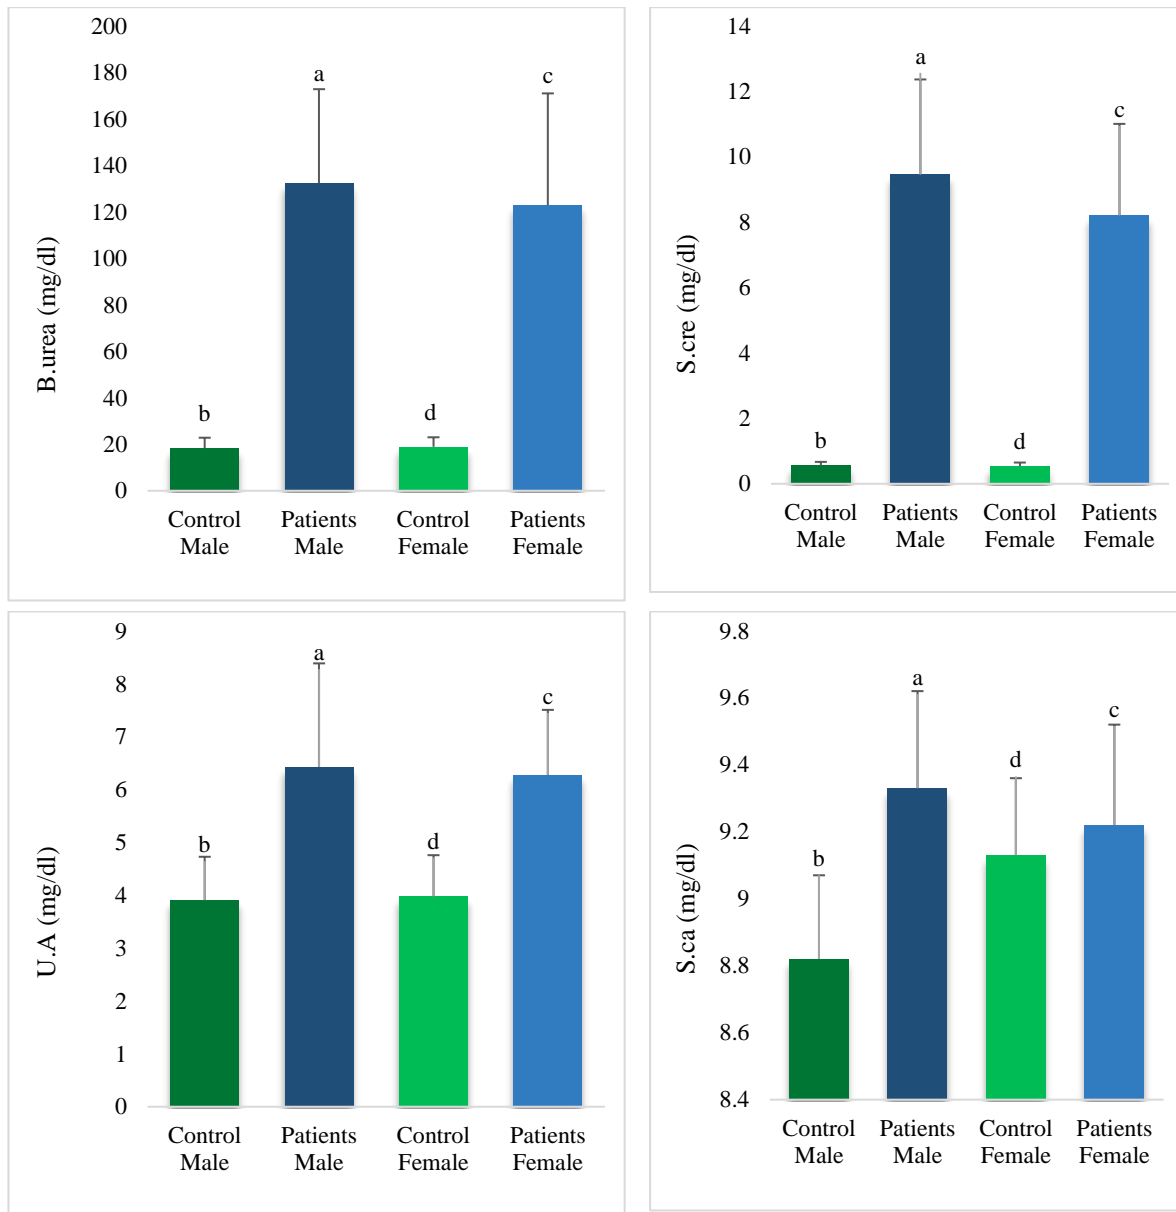 B.urea (mg/dl)
200
180
160
140
120
100
80
60
40
20
0
b
a
d
c
Control Male
Patients Male
Control Female
Patients Female
S.cre (mg/dl)
14
12
10
8
6
4
2
0
b
a
d
c
Control Male
Patients Male
Control Female
Patients Female
U.A (mg/dl)
9
8
7
6
5
4
3
2
1
0
b
a
d
c
Control Male
Patients Male
Control Female
Patients Female
S.ca (mg/dl)
9.8
9.6
9.4
9.2
9
8.8
8.6
8.4
b
a
d
c
Control Male
Patients Male
Control Female
Patients Female